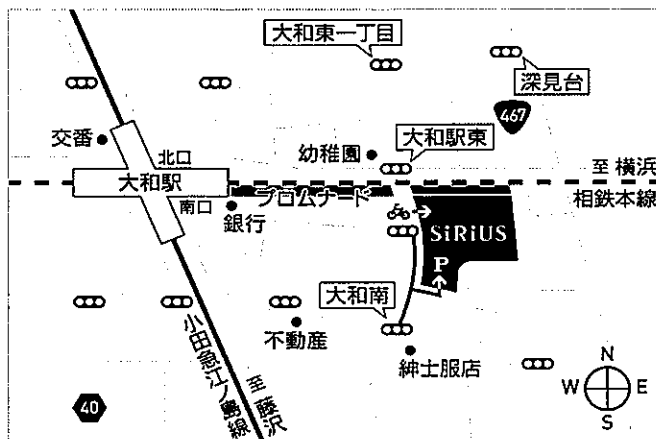 大和東一丁目
深見台
467
交番
北口
幼稚園
大和駅東
至 横浜
大和駅
プロムナード
相鉄本線
南口
銀行
SiRiUS
P
大和南
不動産
紳士服店
小田急江ノ島線
至 藤沢
40
N
W E
S